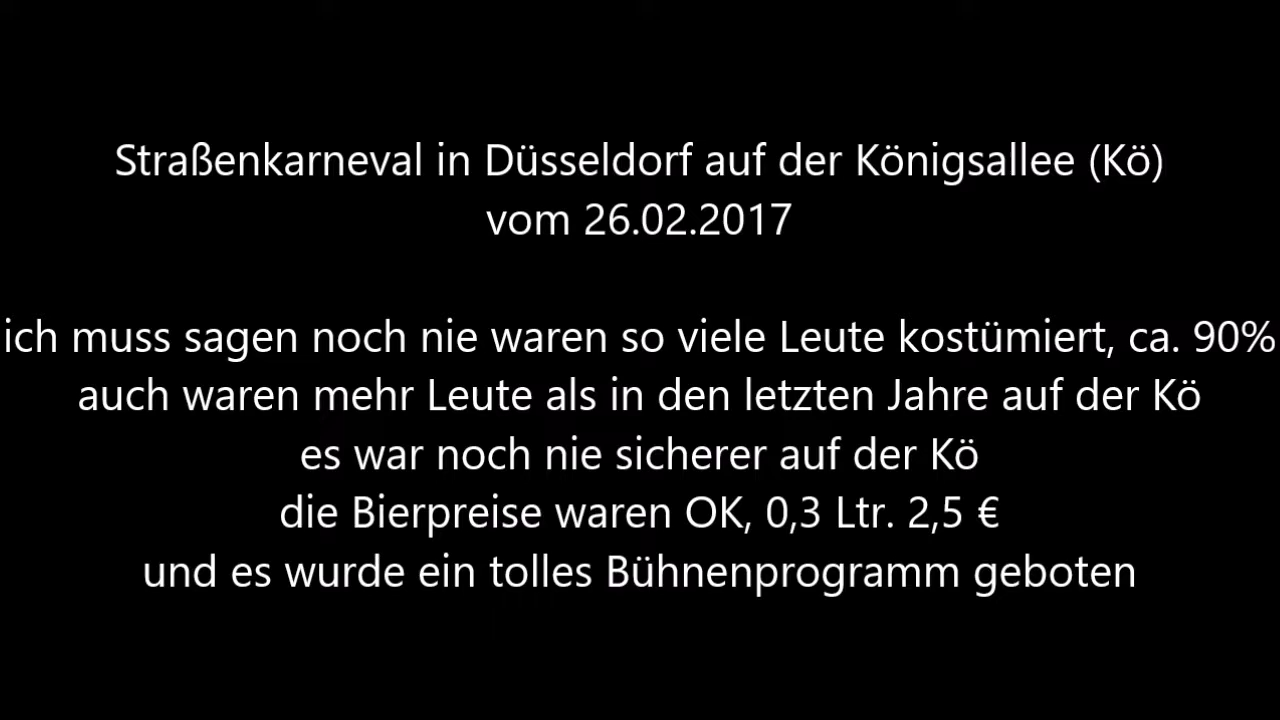 Straßenkarneval in Düsseldorf auf der Königsallee (Kö)
vom 26.02.2017
ich muss sagen noch nie waren so viele Leute kostümiert, ca. 90%
auch waren mehr Leute als in den letzten Jahre auf der Kö
es war noch nie sicherer auf der Kö
die Bierpreise waren OK, 0,3 Ltr. 2,5 €
und es wurde ein tolles Bühnenprogramm geboten